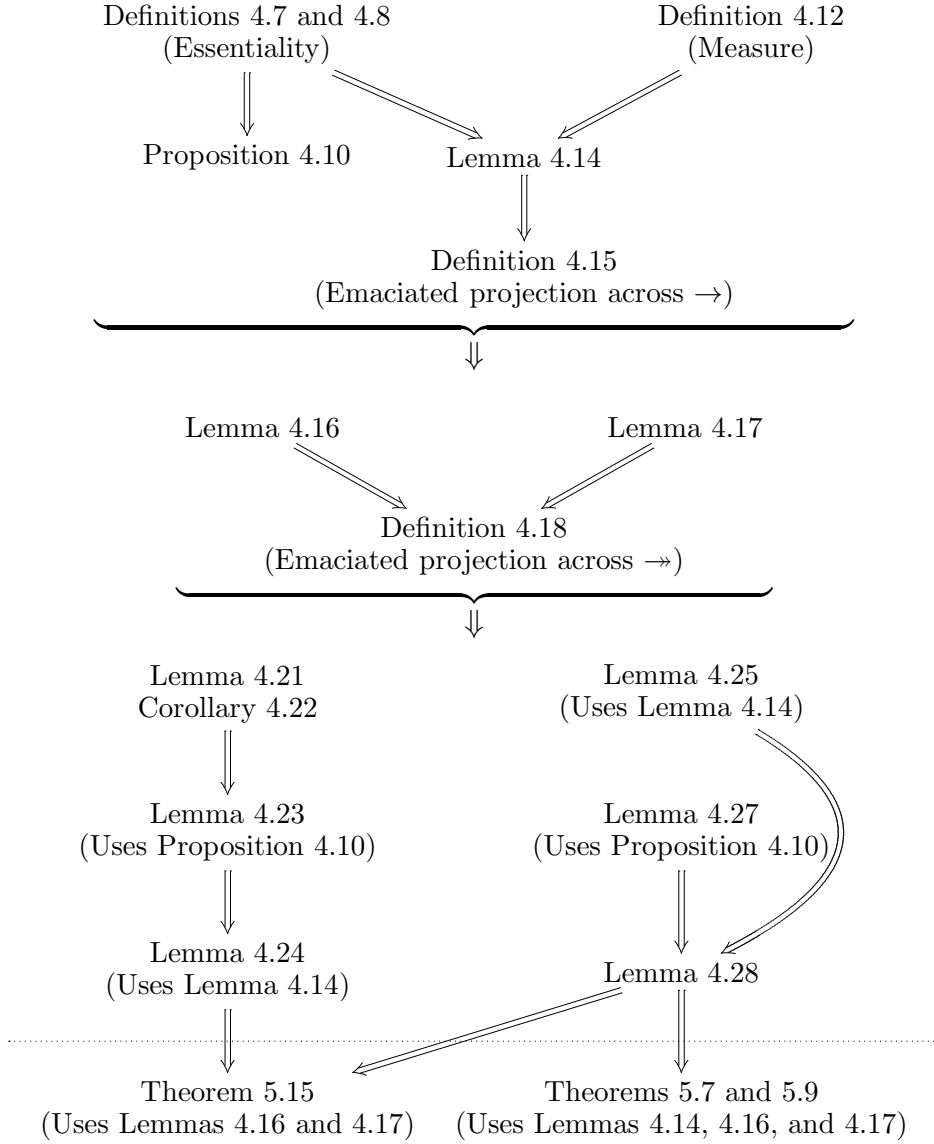 Definitions 4.7 and 4.8
(Essentiality)
Definition 4.12
(Measure)
Proposition 4.10
Lemma 4.14
Definition 4.15
(Emaciated projection across →)
Lemma 4.16
Lemma 4.17
Definition 4.18
(Emaciated projection across ↠)
Lemma 4.21
Corollary 4.22
Lemma 4.25
(Uses Lemma 4.14)
Lemma 4.23
(Uses Proposition 4.10)
Lemma 4.27
(Uses Proposition 4.10)
Lemma 4.24
(Uses Lemma 4.14)
Lemma 4.28
Theorem 5.15
(Uses Lemmas 4.16 and 4.17)
Theorems 5.7 and 5.9
(Uses Lemmas 4.14, 4.16, and 4.17)